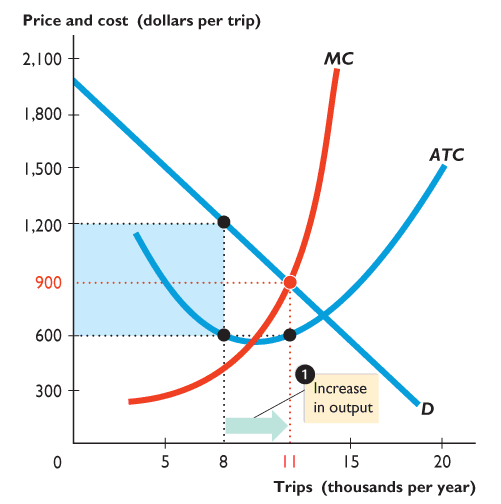 Price and cost (dollars per trip)
2,100
1,800
1,500
1,200
900
600
300
0
MC
ATC
D
1
Increase
in output
5
8
11
15
20
Trips (thousands per year)